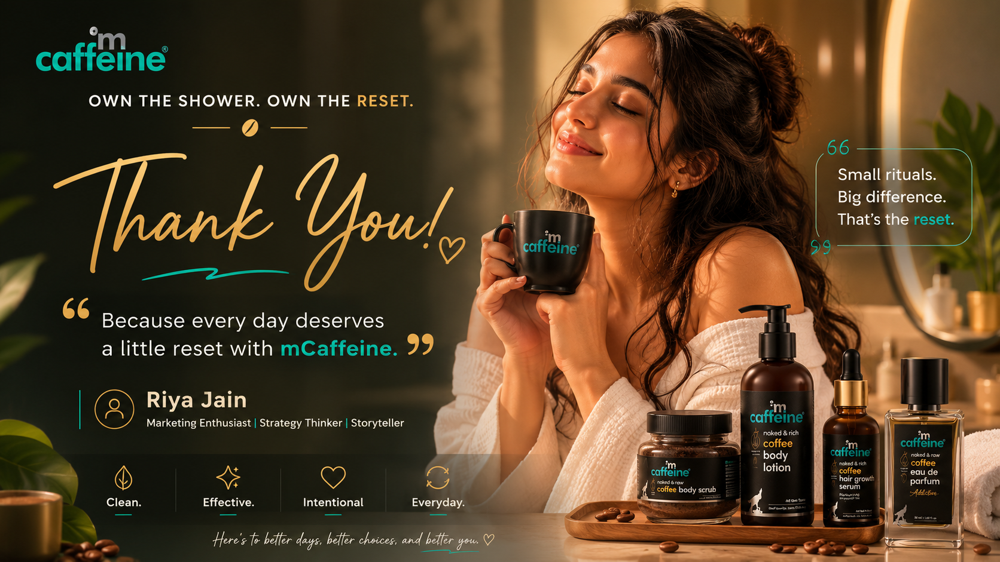 m
caffeine®
OWN THE SHOWER. OWN THE RESET.
Thank You!
“ Because every day deserves
a little reset with mCaffeine. ”
Riya Jain
Marketing Enthusiast | Strategy Thinker | Storyteller
Clean.
Effective.
Intentional
Everyday.
Here's to better days, better choices, and better you.
Small rituals.
Big difference.
That's the reset.
m
caffeine®
m
caffeine
naked & raw
coffee body scrub
m
caffeine®
naked & rich
coffee
body
lotion
m
caffeine
naked & rich
coffee
hair growth
serum
m
caffeine®
naked & raw
coffee
eau de
parfum